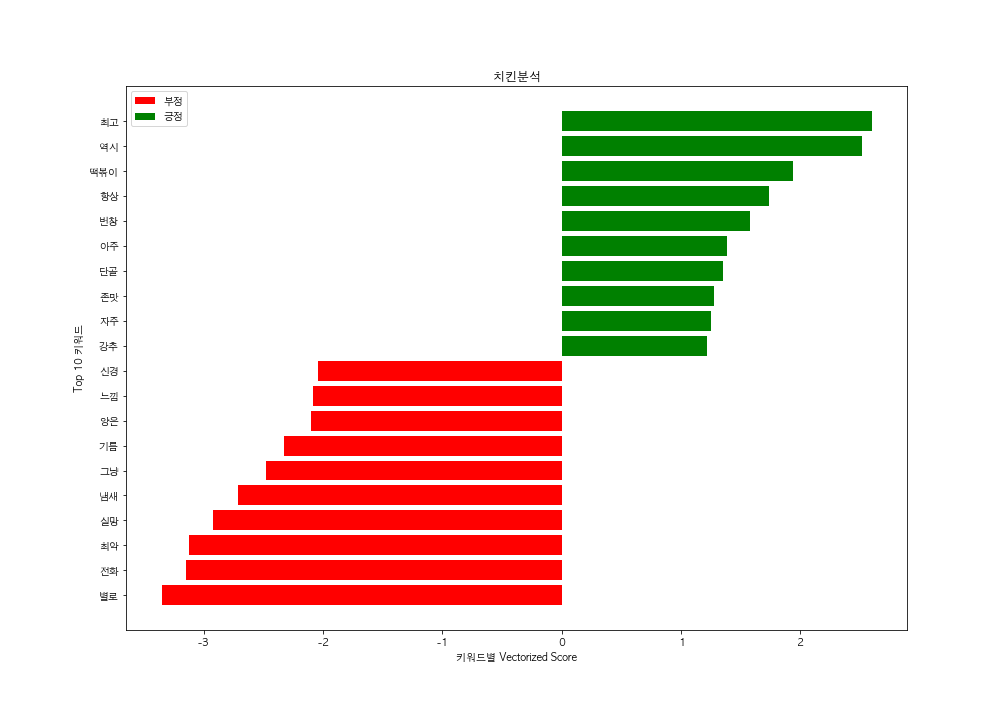 치킨분석
부정
긍정
최고
역시
떡볶이
항상
번창
아주
단골
존맛
자주
강추
신경
느낌
양은
기름
그냥
냄새
실망
최악
전화
별로
Top 10 키워드
-3 -2 -1 0 1 2
키워드별 Vectorized Score